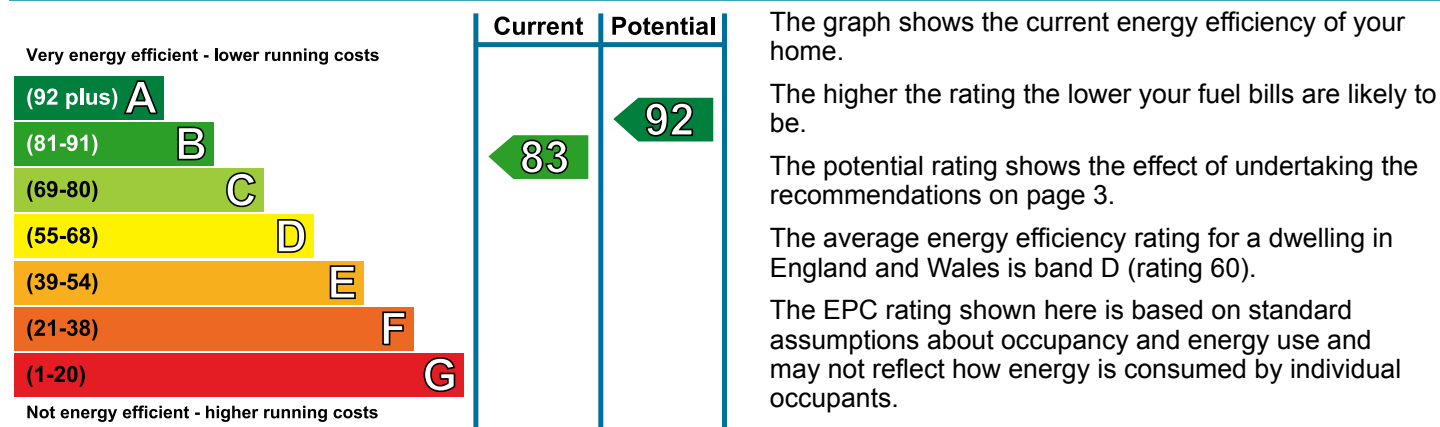 Current Potential
Very energy efficient - lower running costs
(92 plus) A
(81-91) B
(69-80) C
(55-68) D
(39-54) E
(21-38) F
(1-20) G
Not energy efficient - higher running costs
83
92
The graph shows the current energy efficiency of your
home.
The higher the rating the lower your fuel bills are likely to
be.
The potential rating shows the effect of undertaking the
recommendations on page 3.
The average energy efficiency rating for a dwelling in
England and Wales is band D (rating 60).
The EPC rating shown here is based on standard
assumptions about occupancy and energy use and
may not reflect how energy is consumed by individual
occupants.